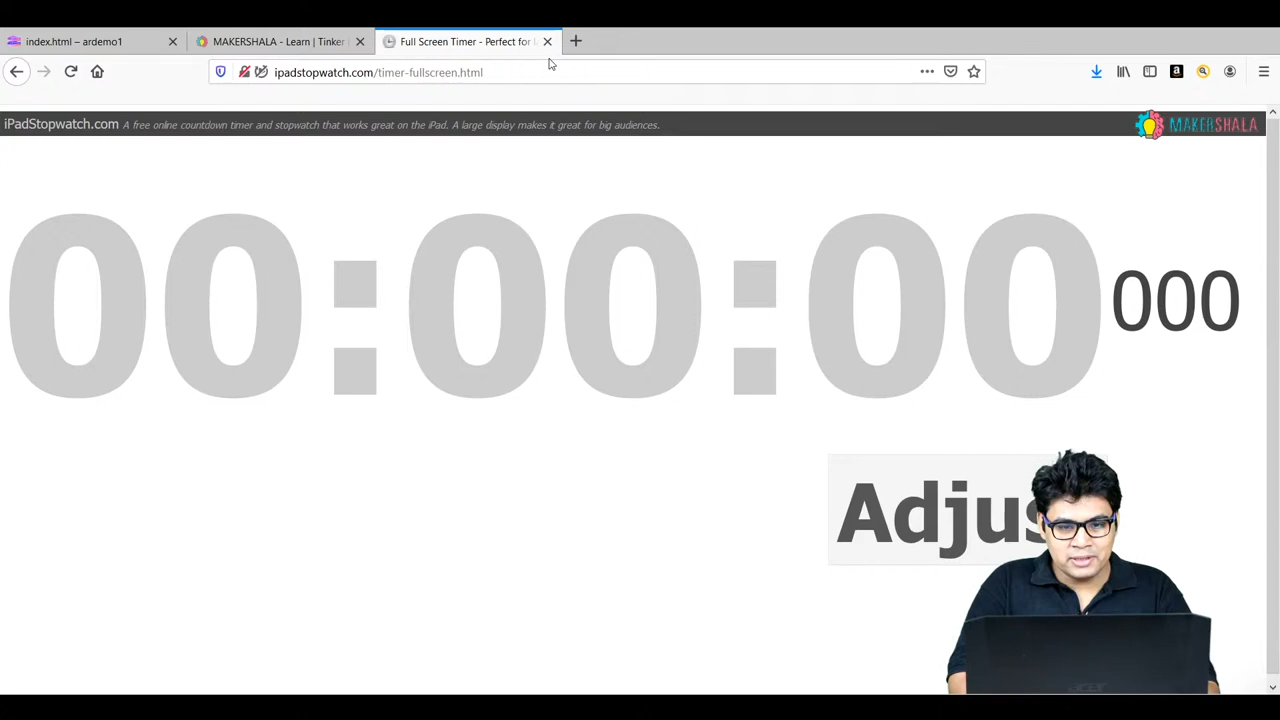 index.html – ardemo1
MAKERSHALA - Learn | Tinker |
Full Screen Timer - Perfect for
ipadstopwatch.com/timer-fullscreen.html
iPadStopwatch.com A free online countdown timer and stopwatch that works great on the iPad. A large display makes it great for big audiences.
MAKERSHALA
00:00:00 000
Adjus
acer